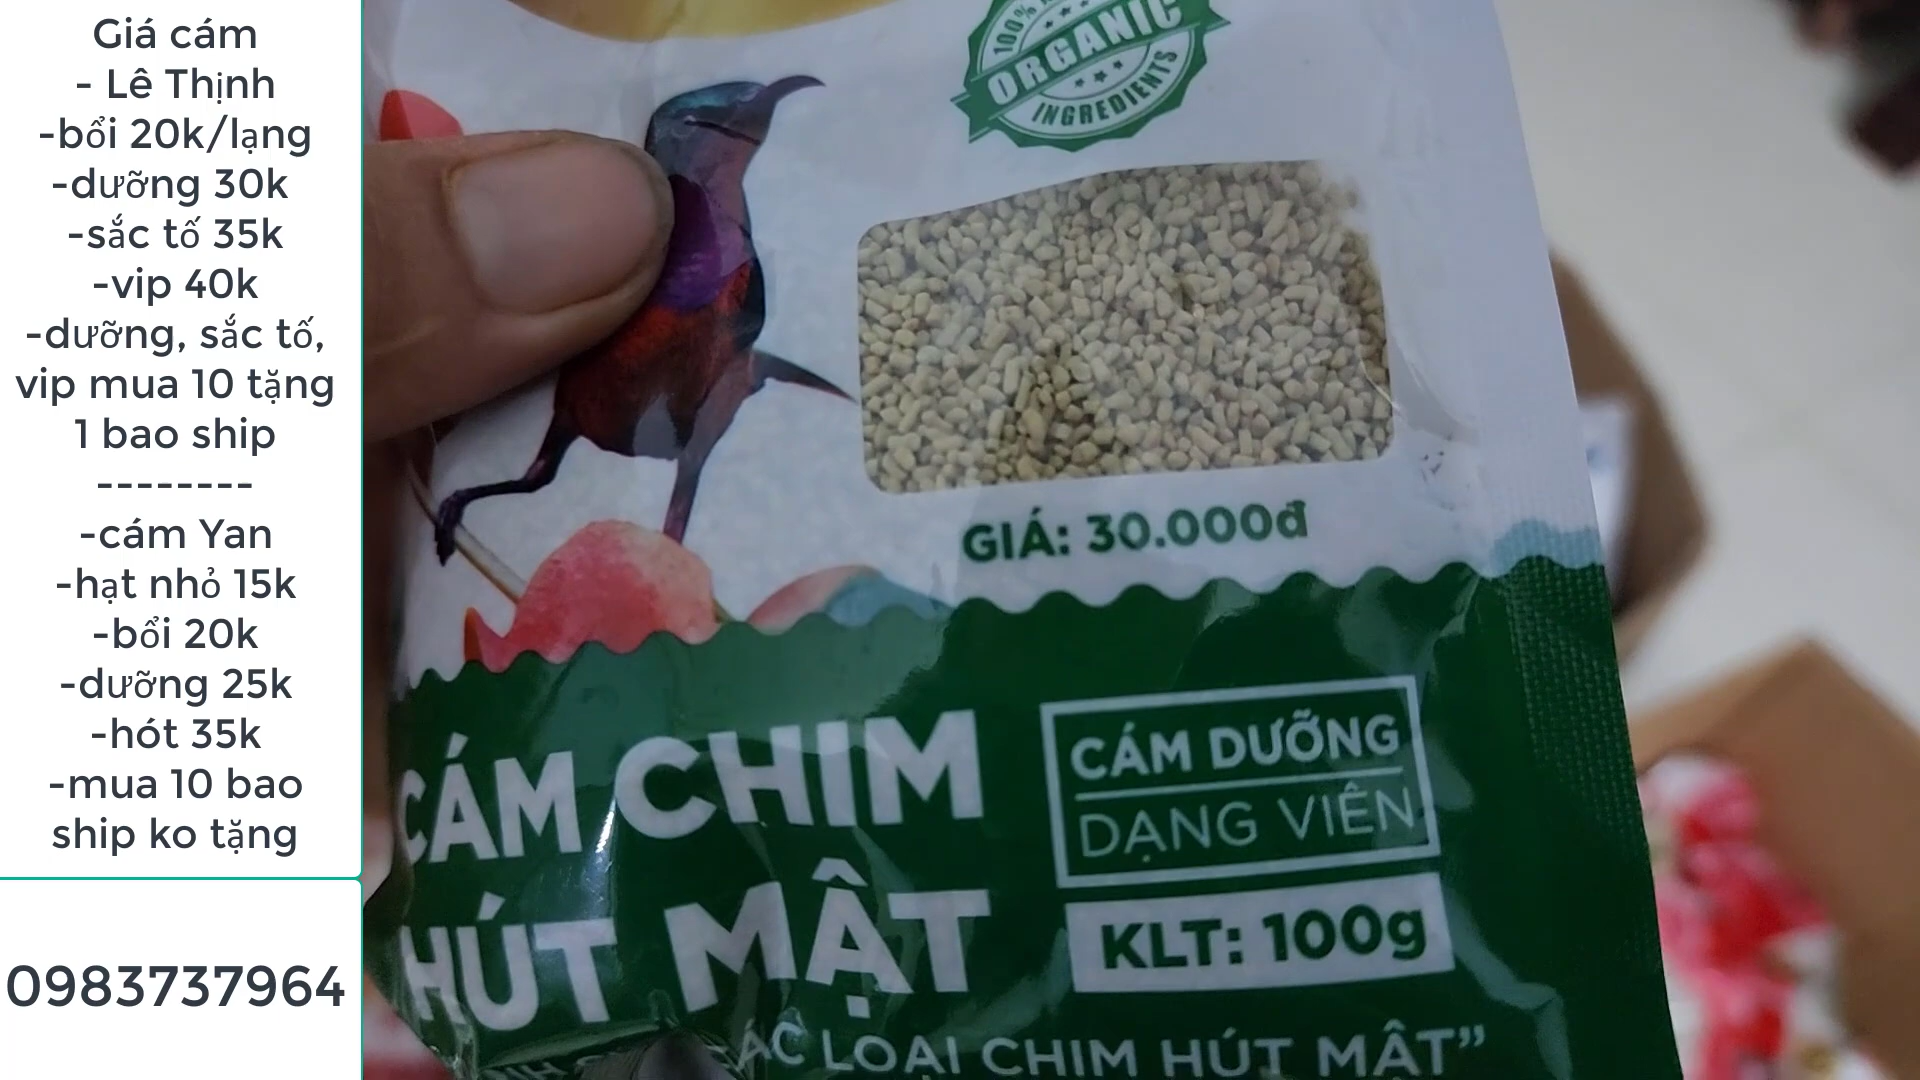 Giá cám
- Lê Thịnh
-bổi 20k/lạng
-dưỡng 30k
-sắc tố 35k
-vip 40k
-dưỡng, sắc tố,
vip mua 10 tặng
1 bao ship
--------
-cám Yan
-hạt nhỏ 15k
-bổi 20k
-dưỡng 25k
-hót 35k
-mua 10 bao
ship ko tặng
0983737964
100%
ORGANIC
INGREDIENTS
GIÁ: 30.000đ
CÁM CHIM
HÚT MẬT
CÁM DƯỠNG
DẠNG VIÊN
KLT: 100g
LOẠI CHIM HÚT MẬT”